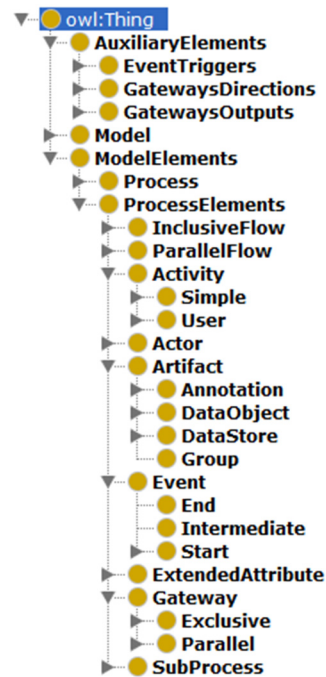 owl:Thing
AuxiliaryElements
EventTriggers
GatewaysDirections
GatewaysOutputs
Model
ModelElements
Process
ProcessElements
InclusiveFlow
ParallelFlow
Activity
Simple
User
Actor
Artifact
Annotation
DataObject
DataStore
Group
Event
End
Intermediate
Start
ExtendedAttribute
Gateway
Exclusive
Parallel
SubProcess